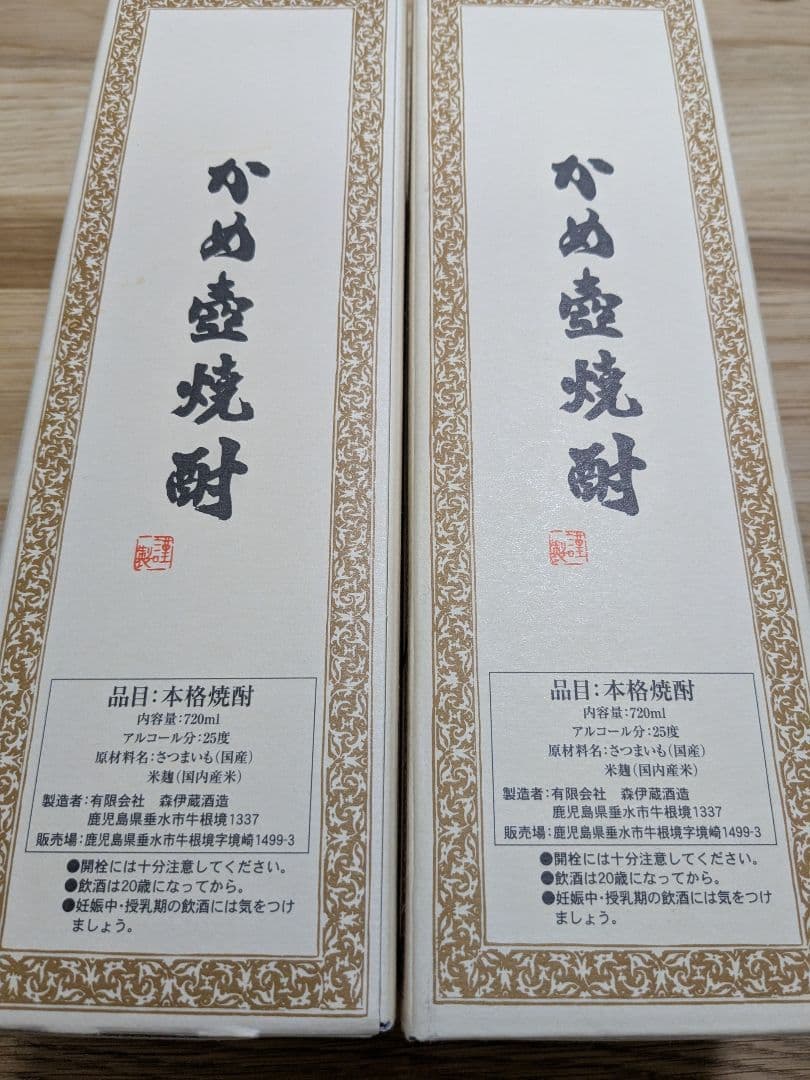 かめ壺焼酎
謹製
品目:本格焼酎
内容量:720ml
アルコール分:25度
原材料名:さつまいも(国産)
米麹(国内産米)
製造者:有限会社 森伊蔵酒造
鹿児島県垂水市牛根境1337
販売場:鹿児島県垂水市牛根境字境崎1499-3
●開栓には十分注意してください。
●飲酒は20歳になってから。
●妊娠中・授乳期の飲酒には気をつけ
ましょう。
かめ壺焼酎
謹製
品目:本格焼酎
内容量:720ml
アルコール分:25度
原材料名:さつまいも(国産)
米麹(国内産米)
製造者:有限会社 森伊蔵酒造
鹿児島県垂水市牛根境1337
販売場:鹿児島県垂水市牛根境字境崎1499-3
●開栓には十分注意してください。
●飲酒は20歳になってから。
●妊娠中・授乳期の飲酒には気をつけ
ましょう。